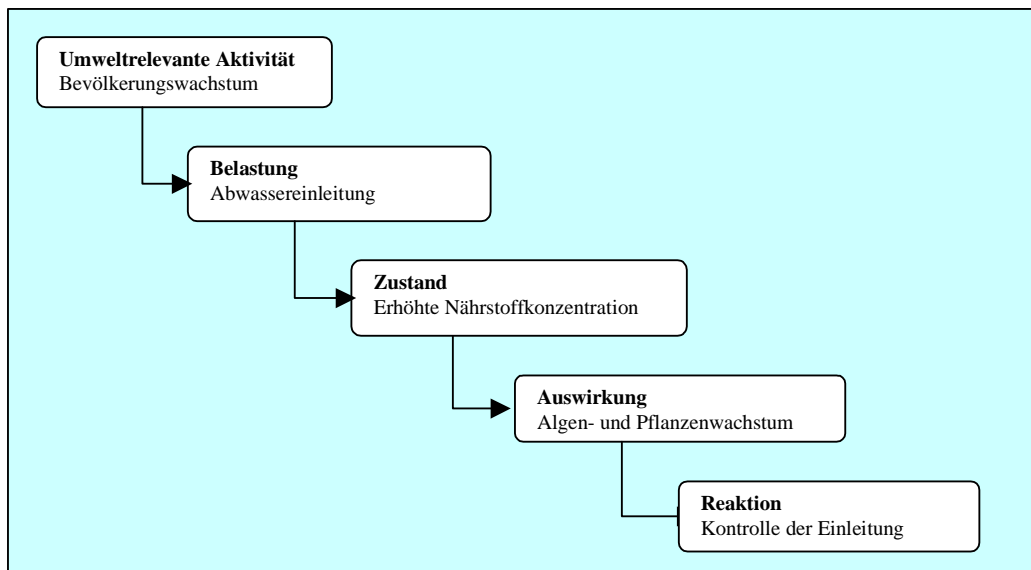 Umweltrelevante Aktivität
Bevölkerungswachstum
Belastung
Abwassereinleitung
Zustand
Erhöhte Nährstoffkonzentration
Auswirkung
Algen- und Pflanzenwachstum
Reaktion
Kontrolle der Einleitung